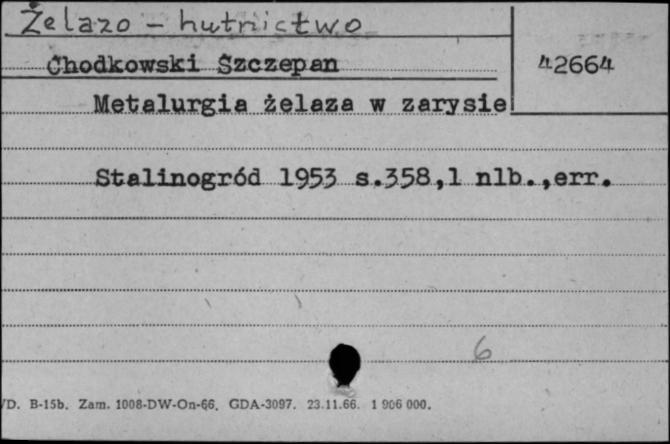 Żelazo - hutnictwo
Chodkowski Szczepan
42664
Metalurgia żelaza w zarysie
Stalinogród 1953 s.358,1 nlb.,err.
6
D. B-15b. Zam. 1008-DW-On-66. GDA-3097. 23.11.66. 1 906 000.